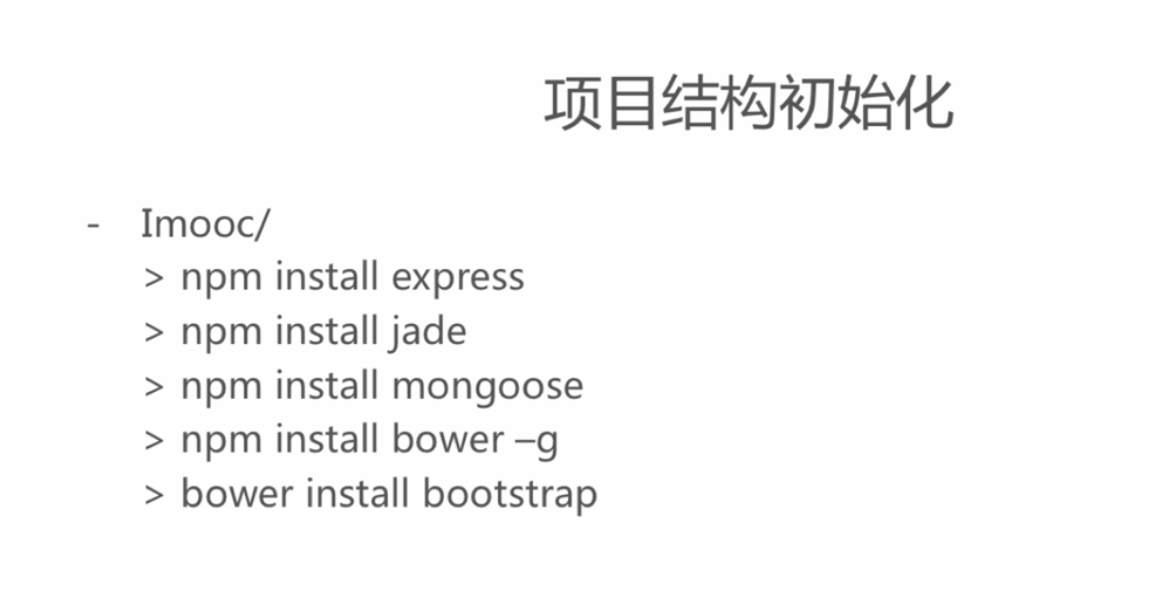 项目结构初始化
- Imooc/
> npm install express
> npm install jade
> npm install mongoose
> npm install bower –g
> bower install bootstrap